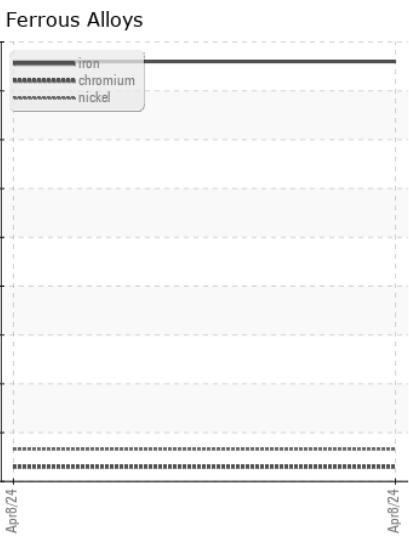 Ferrous Alloys
iron
chromium
nickel
Apr8/24
Apr8/24